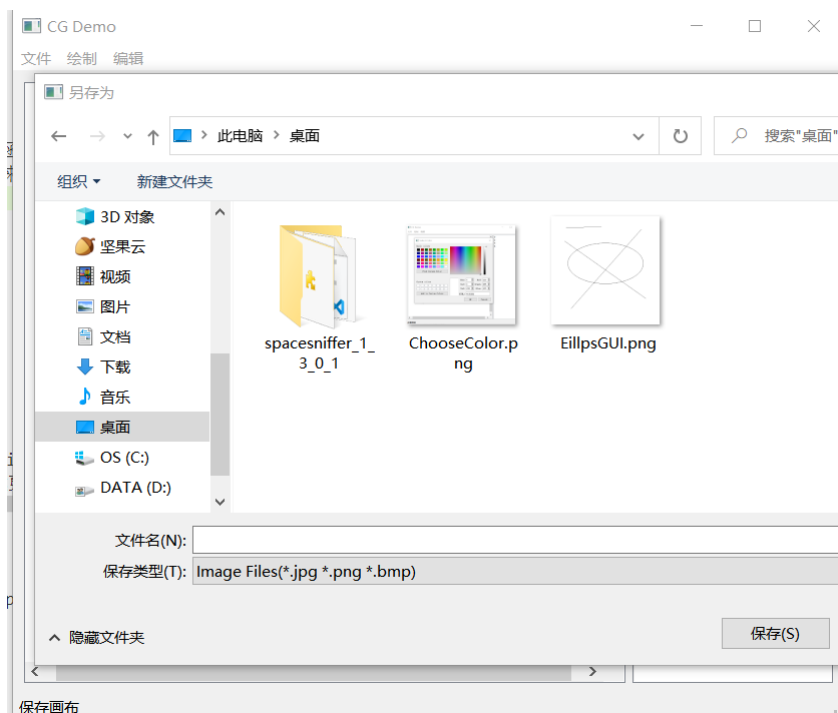 CG Demo
文件 绘制 编辑
另存为
此电脑 桌面
搜索"桌面"
组织 新建文件夹
3D 对象
坚果云
视频
图片
文档
下载
音乐
桌面
OS (C:)
DATA (D:)
spacesniffer_1_
3_0_1
ChooseColor.p
ng
EillpsGUI.png
文件名(N):
保存类型(T): Image Files(*.jpg *.png *.bmp)
隐藏文件夹
保存(S)
保存画布